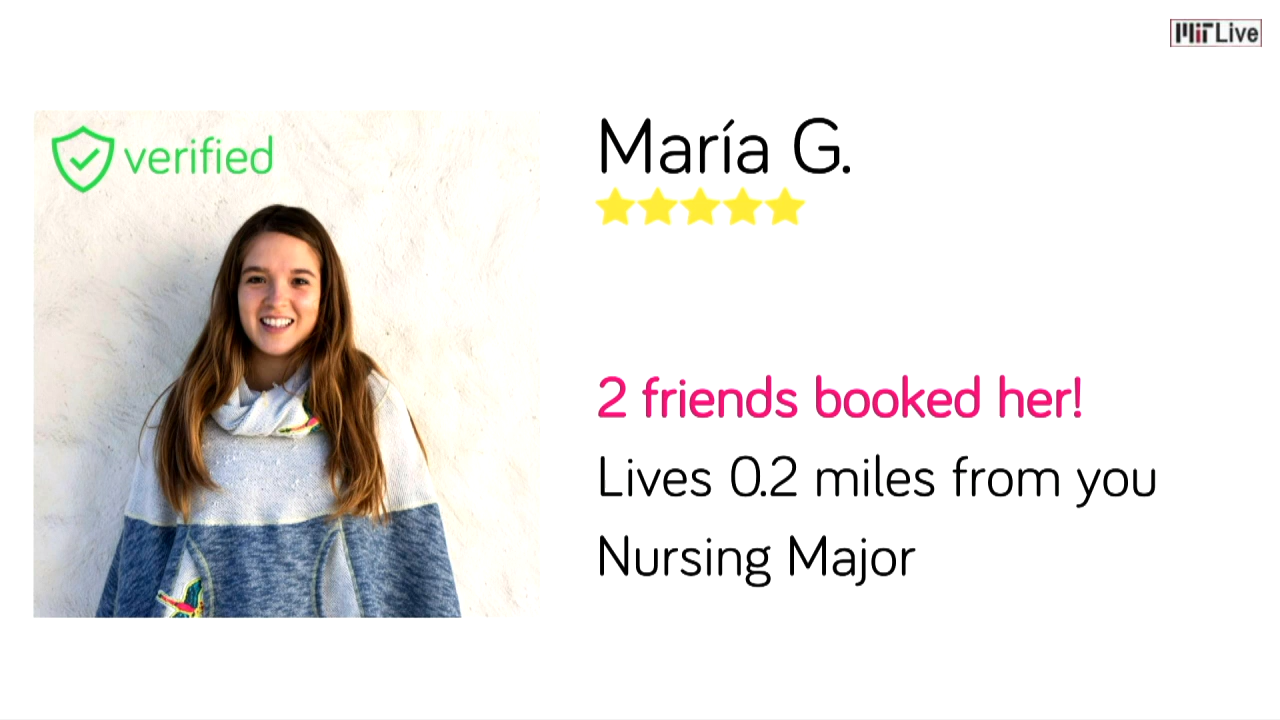 MIT Live
verified
María G.
2 friends booked her!
Lives 0.2 miles from you
Nursing Major